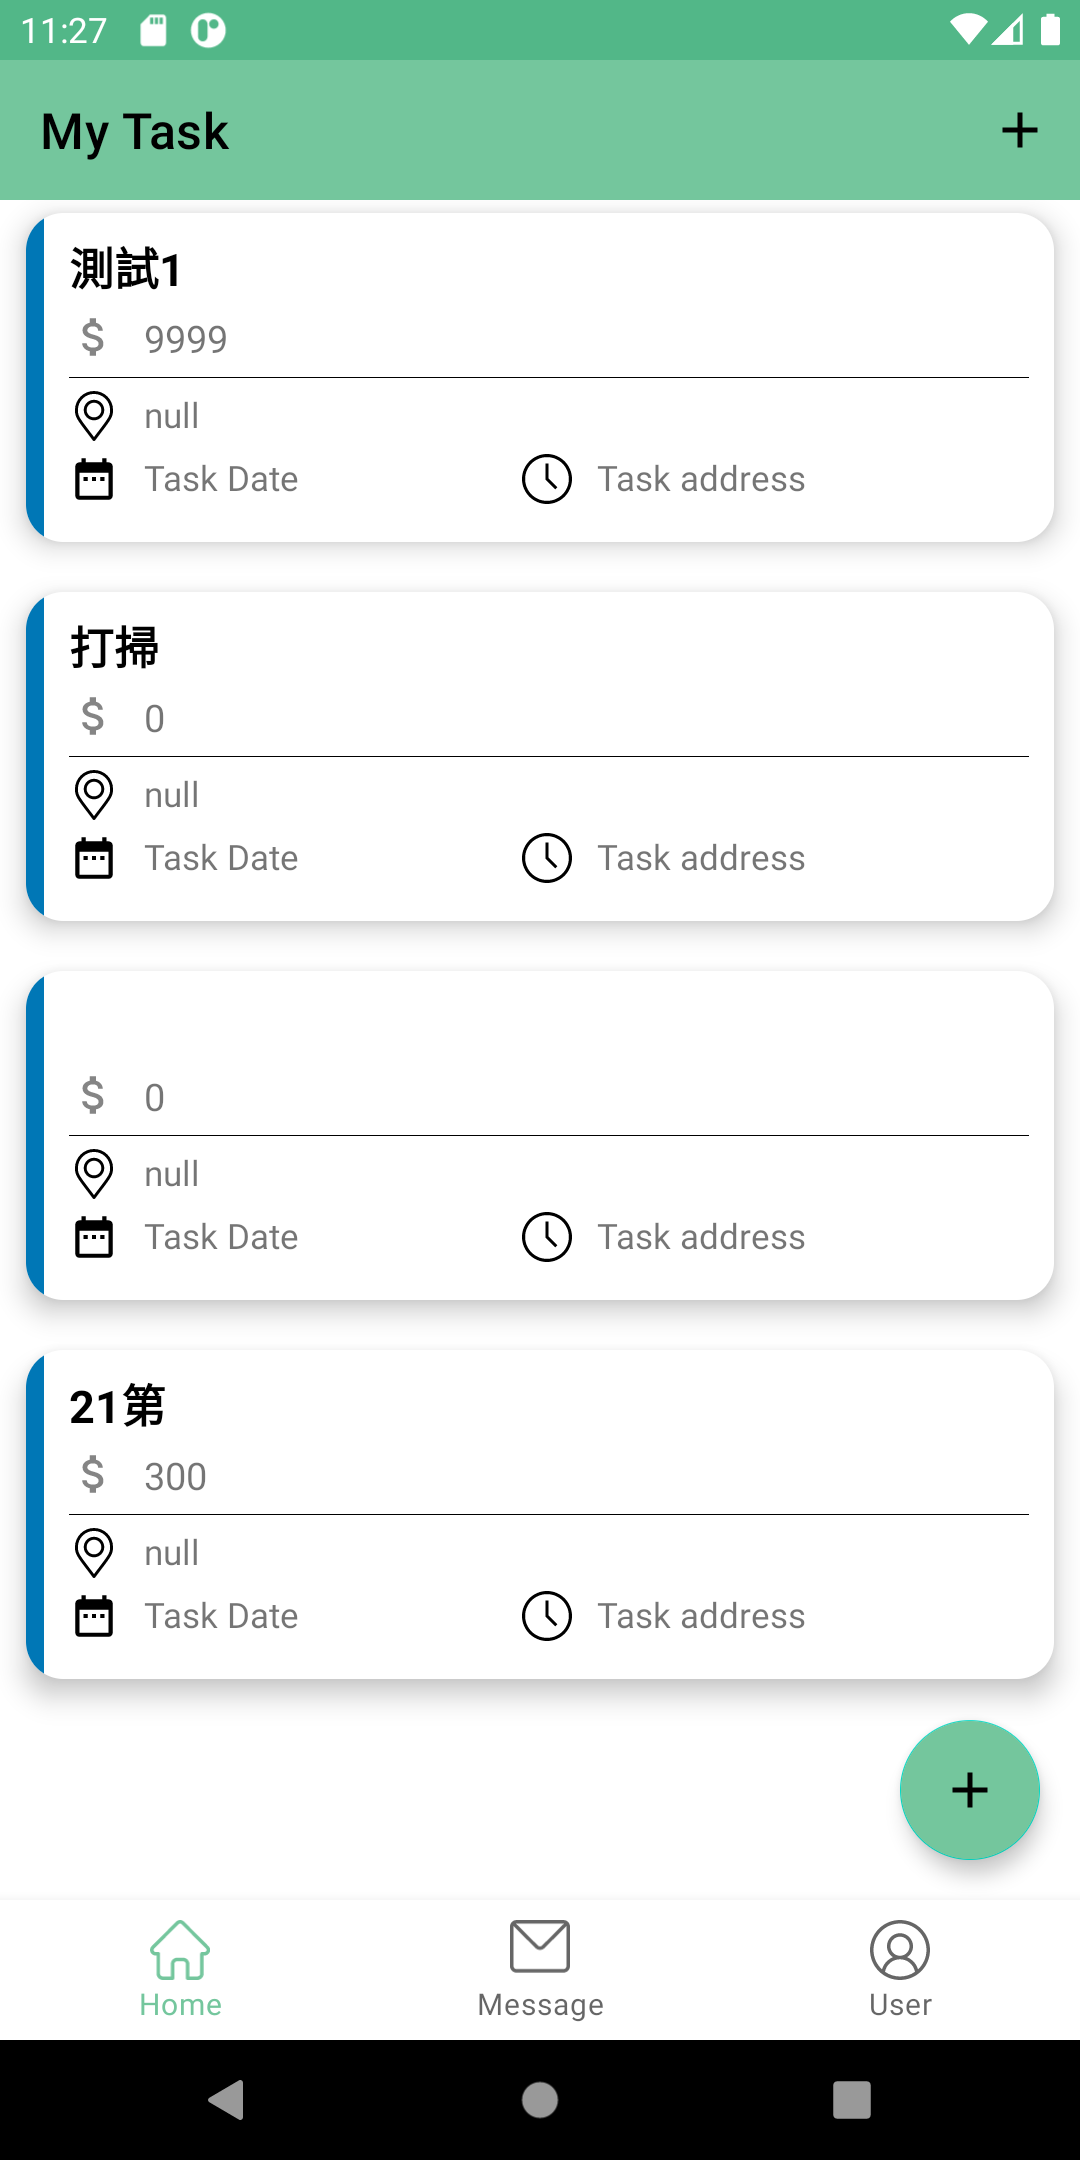 11:27
My Task
測試1
$ 9999
null
Task Date Task address
打掃
$ 0
null
Task Date Task address
$ 0
null
Task Date Task address
21第
$ 300
null
Task Date Task address
Home Message User